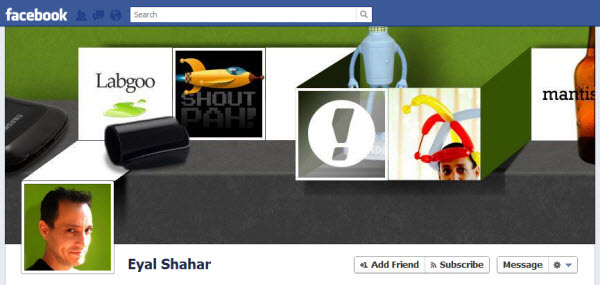 facebook
Search
Labgoo
SHOUT
PAH!
!
mantis
Eyal Shahar
Add Friend
Subscribe
Message